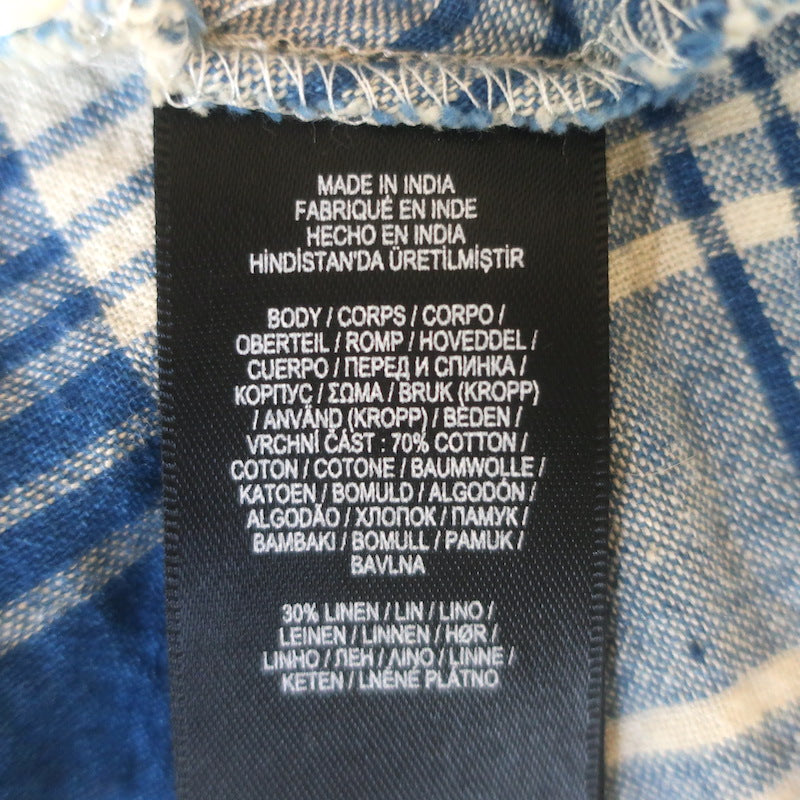 MADE IN INDIA
FABRIQUÉ EN INDE
HECHO EN INDIA
HİNDİSTAN'DA ÜRETİLMİŞTİR
BODY / CORPS / CORPO /
OBERTEIL / ROMP / HOVEDDEL /
CUERPO / ПЕРЕД И СПИНКА /
КОРПУС / ΣΩΜΑ / BRUK (KROPP)
/ ANVÄND (KROPP) / BEDEN /
VRCHNÍ ČÁST : 70% COTTON /
COTON / COTONE / BAUMWOLLE /
KATOEN / BOMULD / ALGODÓN /
ALGODÃO / ХЛОПОК / ПАМУК /
ΒΑΜΒΑΚΙ / BOMULL / PAMUK /
BAVLNA
30% LINEN / LIN / LINO /
LEINEN / LINNEN / HØR /
LINHO / ЛЕН / ΛΙΝΟ / LINNE /
KETEN / LNĚNÉ PLÁTNO